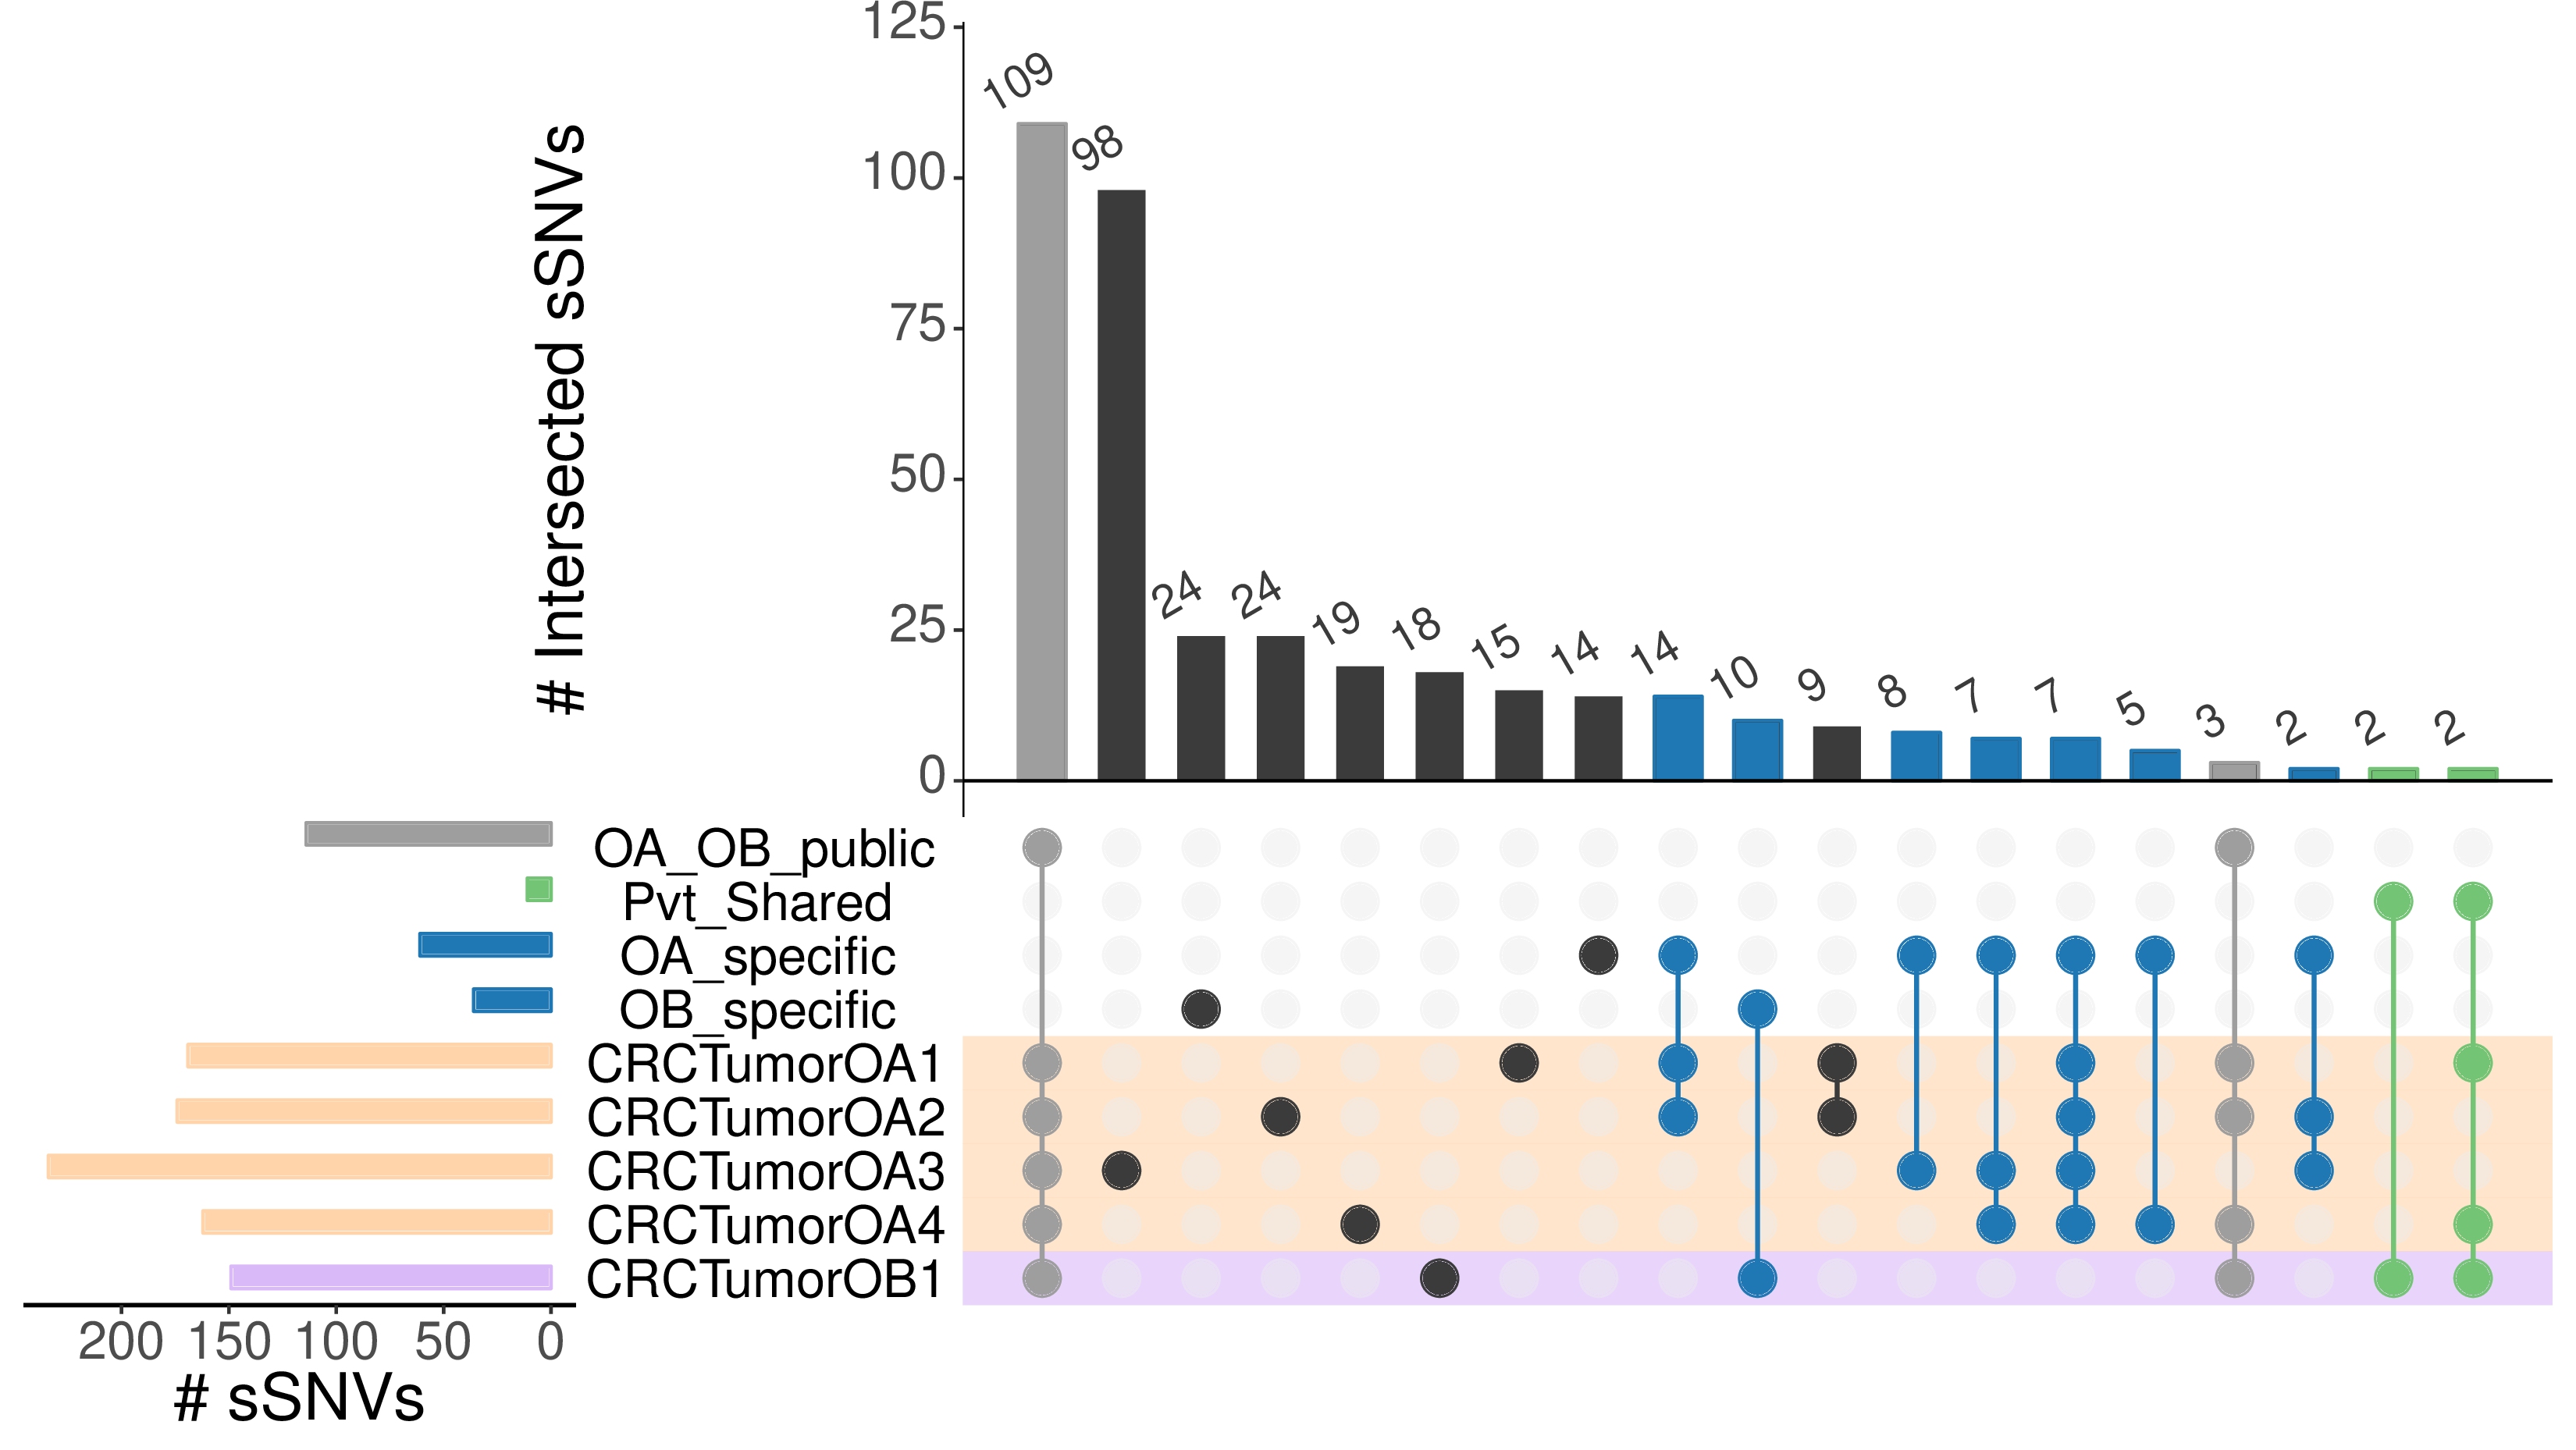 # Intersected sSNVs
125
100
75
50
25
0
109
98
24
24
19
18
15
14
14
10
9
8
7
7
5
3
2
2
2
OA_OB_public
Pvt_Shared
OA_specific
OB_specific
CRCTumorOA1
CRCTumorOA2
CRCTumorOA3
CRCTumorOA4
CRCTumorOB1
200 150 100 50 0
# sSNVs